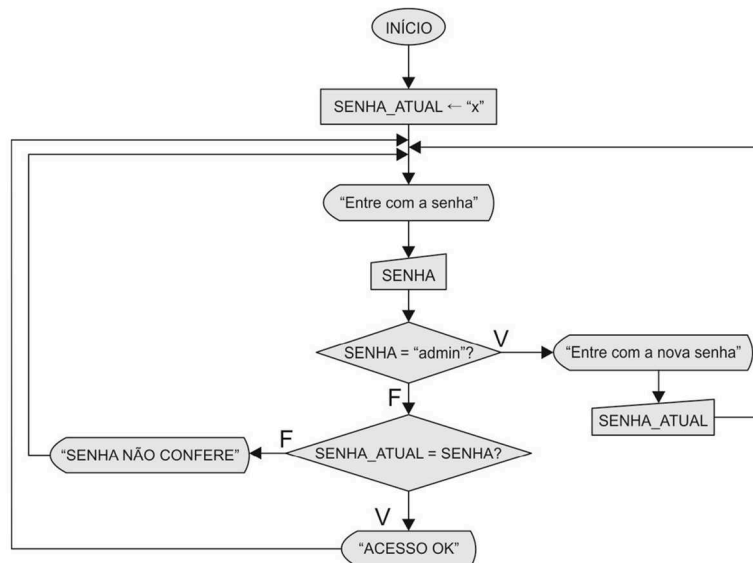 INÍCIO
SENHA_ATUAL ← “x”
“Entre com a senha”
SENHA
SENHA = “admin”?
V
“Entre com a nova senha”
F
SENHA_ATUAL
F
SENHA_ATUAL = SENHA?
“SENHA NÃO CONFERE”
V
“ACESSO OK”